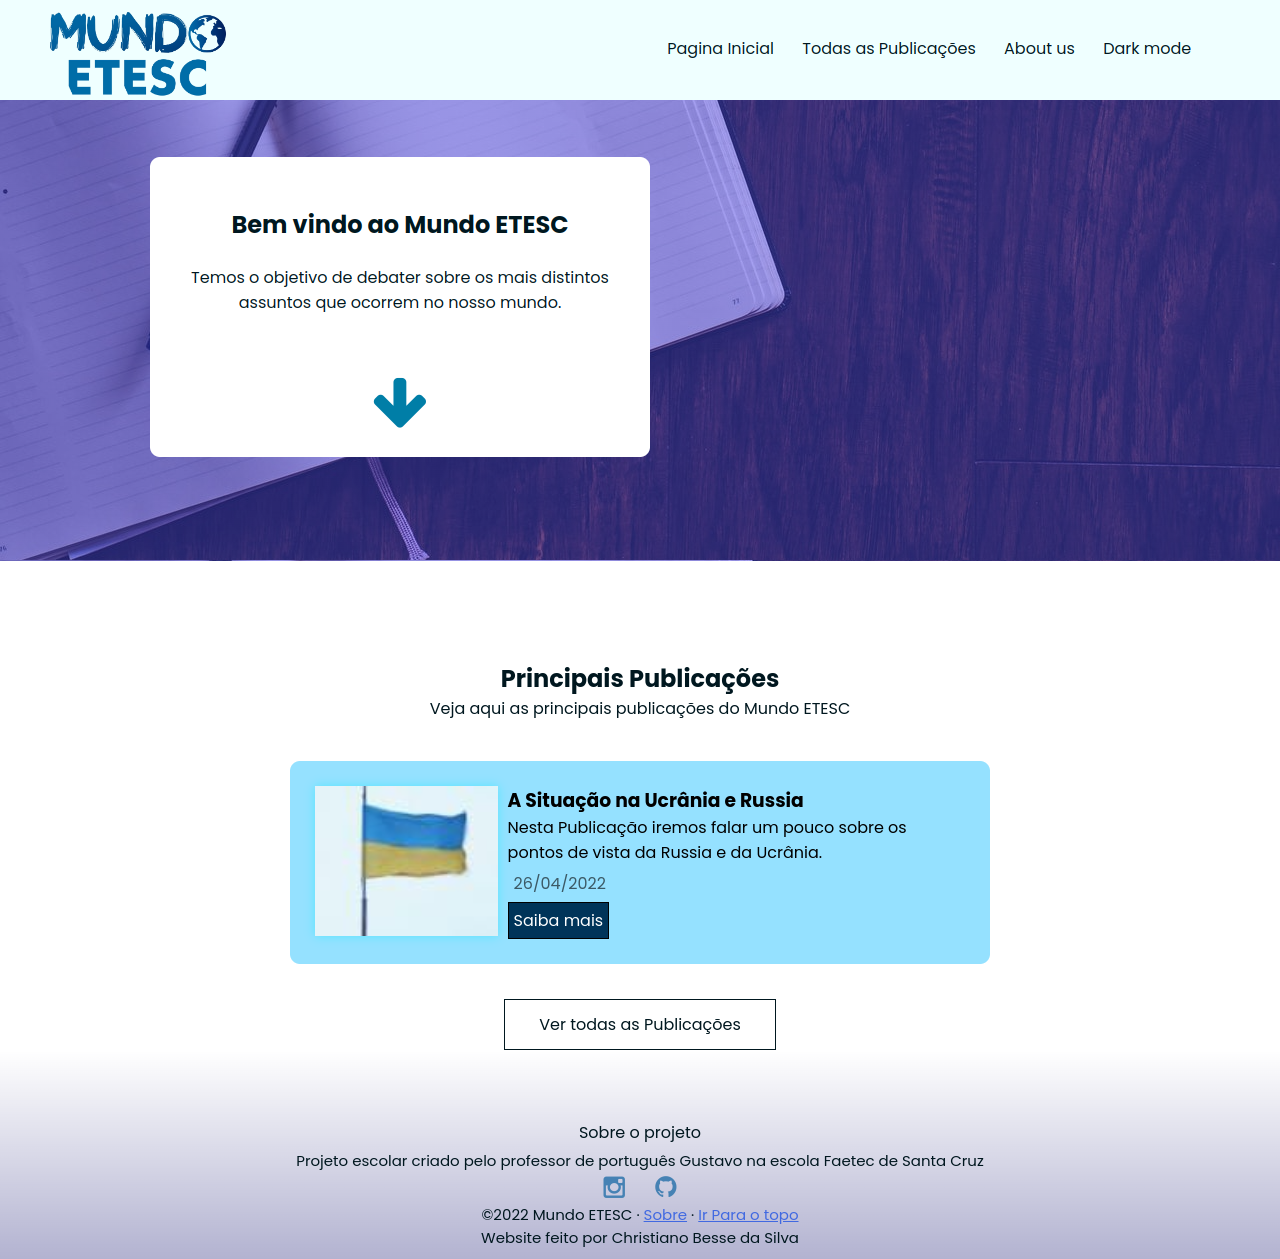 MUNDO
ETESC
Pagina Inicial
Todas as Publicações
About us
Dark mode
Bem vindo ao Mundo ETESC
Temos o objetivo de debater sobre os mais distintos
assuntos que ocorrem no nosso mundo.
Principais Publicações
Veja aqui as principais publicações do Mundo ETESC
A Situação na Ucrânia e Russia
Nesta Publicação iremos falar um pouco sobre os
pontos de vista da Russia e da Ucrânia.
26/04/2022
Saiba mais
Ver todas as Publicações
Sobre o projeto
Projeto escolar criado pelo professor de português Gustavo na escola Faetec de Santa Cruz
©2022 Mundo ETESC · Sobre · Ir Para o topo
Website feito por Christiano Besse da Silva